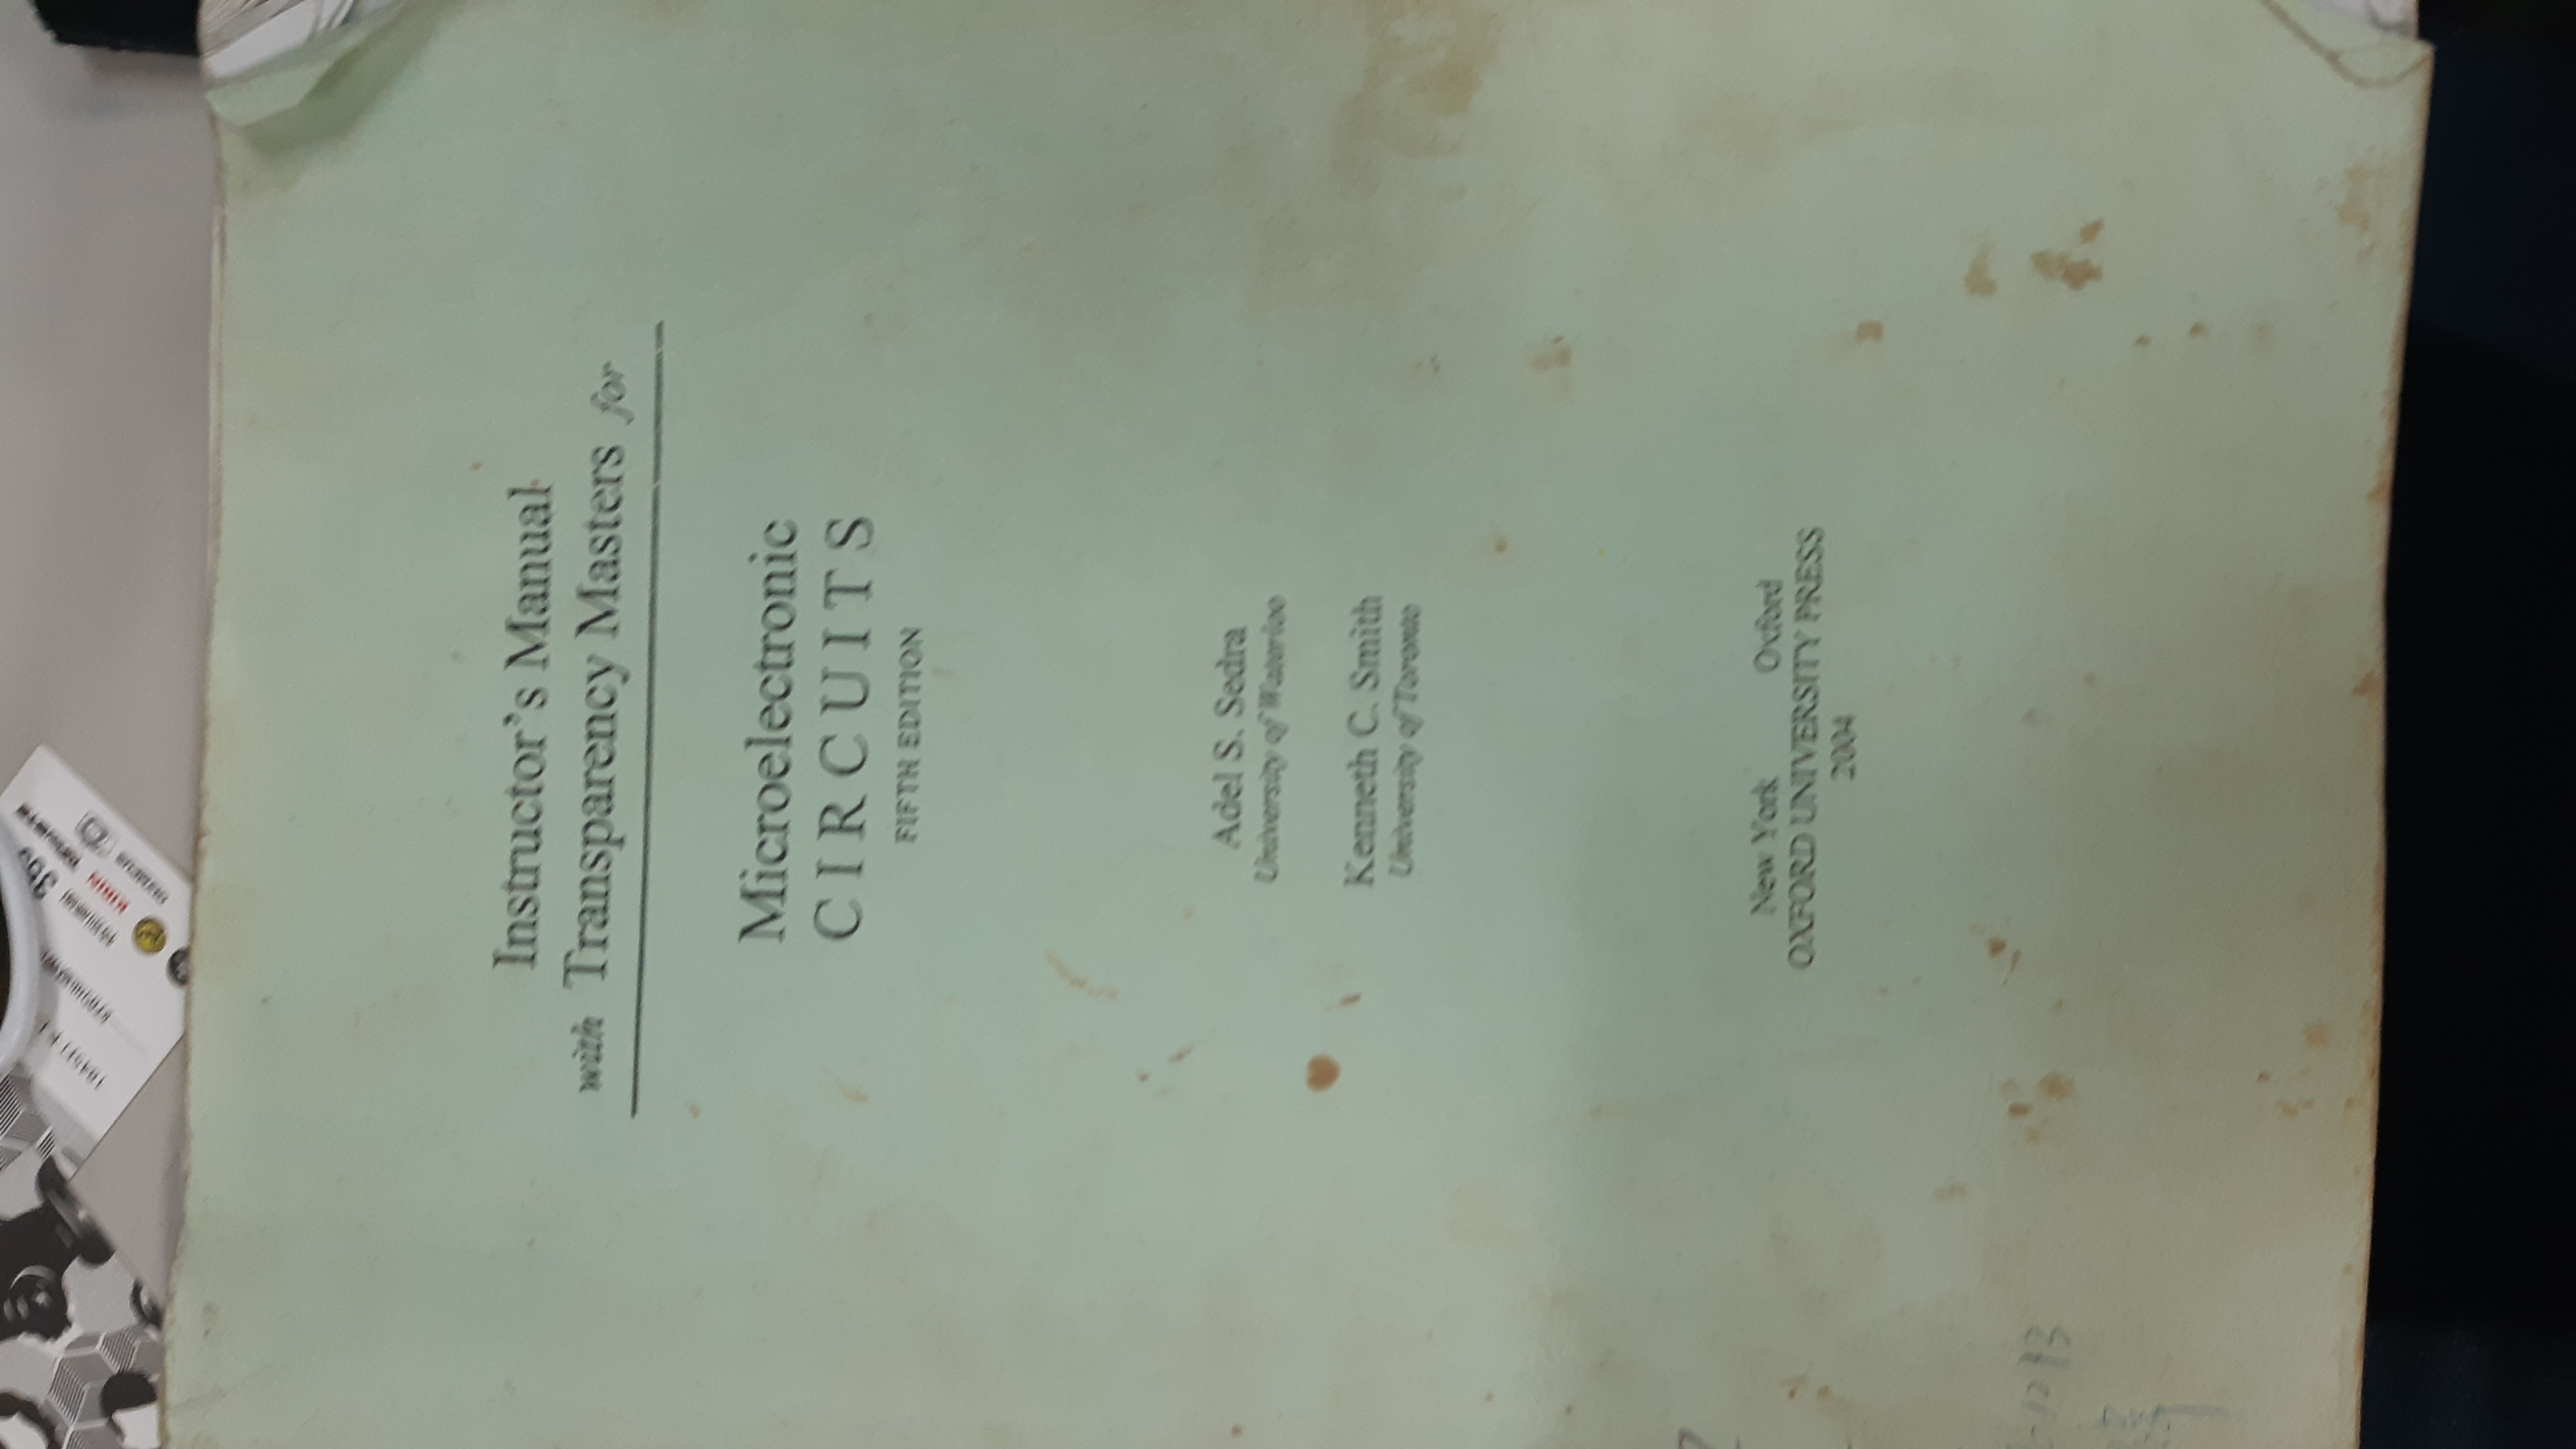 KIRIN
Instructor's Manual
with Transparency Masters for
Microelectronic
CIRCUITS
FIFTH EDITION
Adel S. Sedra
University of Waterloo
Kenneth C. Smith
University of Toronto
New York Oxford
OXFORD UNIVERSITY PRESS
2004